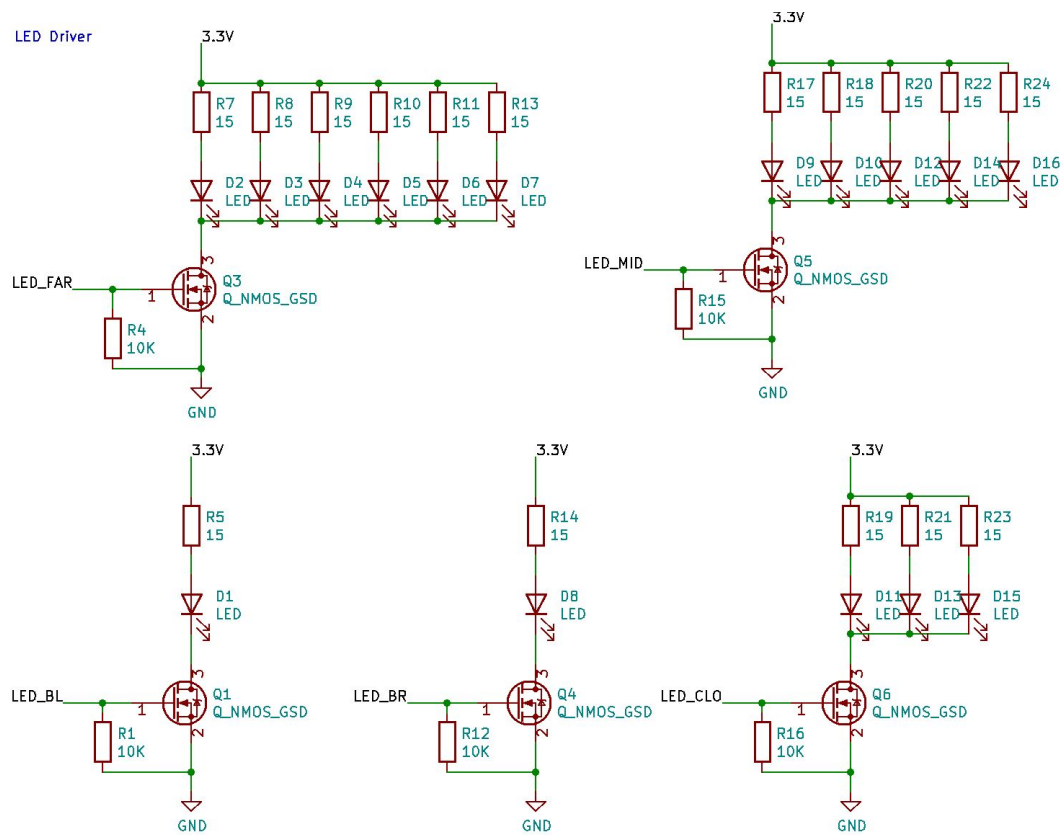 LED Driver
3.3V
R7
15
R8
15
R9
15
R10
15
R11
15
R13
15
D2
LED
D3
LED
D4
LED
D5
LED
D6
LED
D7
LED
LED_FAR
1
3
2
Q3
Q_NMOS_GSD
R4
10K
GND
3.3V
R17
15
R18
15
R20
15
R22
15
R24
15
D9
LED
D10
LED
D12
LED
D14
LED
D16
LED
LED_MID
1
3
2
Q5
Q_NMOS_GSD
R15
10K
GND
3.3V
R5
15
D1
LED
LED_BL
1
3
2
Q1
Q_NMOS_GSD
R1
10K
GND
3.3V
R14
15
D8
LED
LED_BR
1
3
2
Q4
Q_NMOS_GSD
R12
10K
GND
3.3V
R19
15
R21
15
R23
15
D11
LED
D13
LED
D15
LED
LED_CLO
1
3
2
Q6
Q_NMOS_GSD
R16
10K
GND